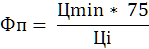 Фп = Цmin * 75
Ці